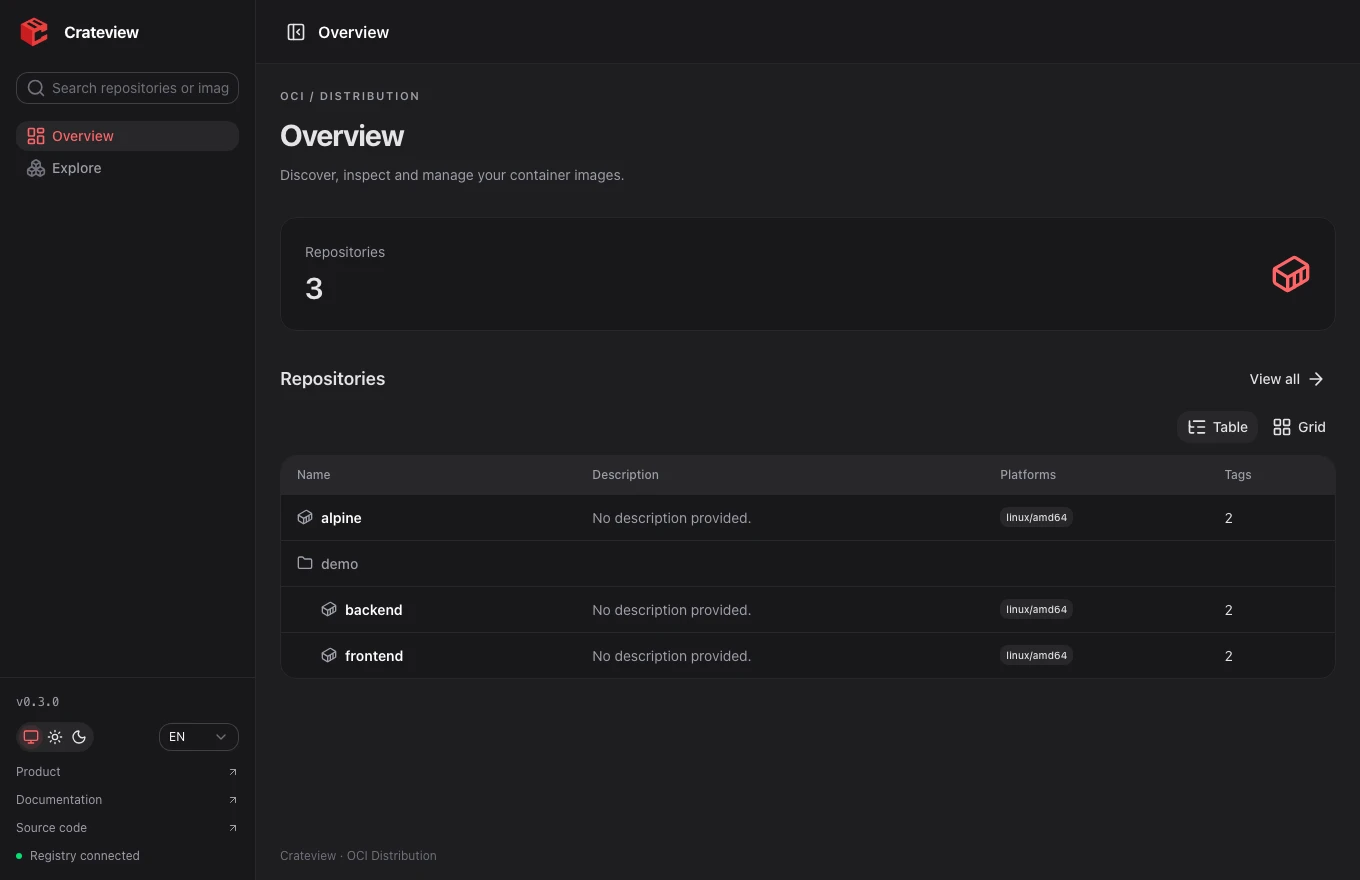 Crateview
Search repositories or imag
Overview
Explore
v0.3.0
EN
Product
Documentation
Source code
Registry connected
Overview
OCI / DISTRIBUTION
Overview
Discover, inspect and manage your container images.
Repositories
3
Repositories
View all
Table Grid
Name Description Platforms Tags
alpine No description provided. linux/amd64 2
demo
backend No description provided. linux/amd64 2
frontend No description provided. linux/amd64 2
Crateview · OCI Distribution